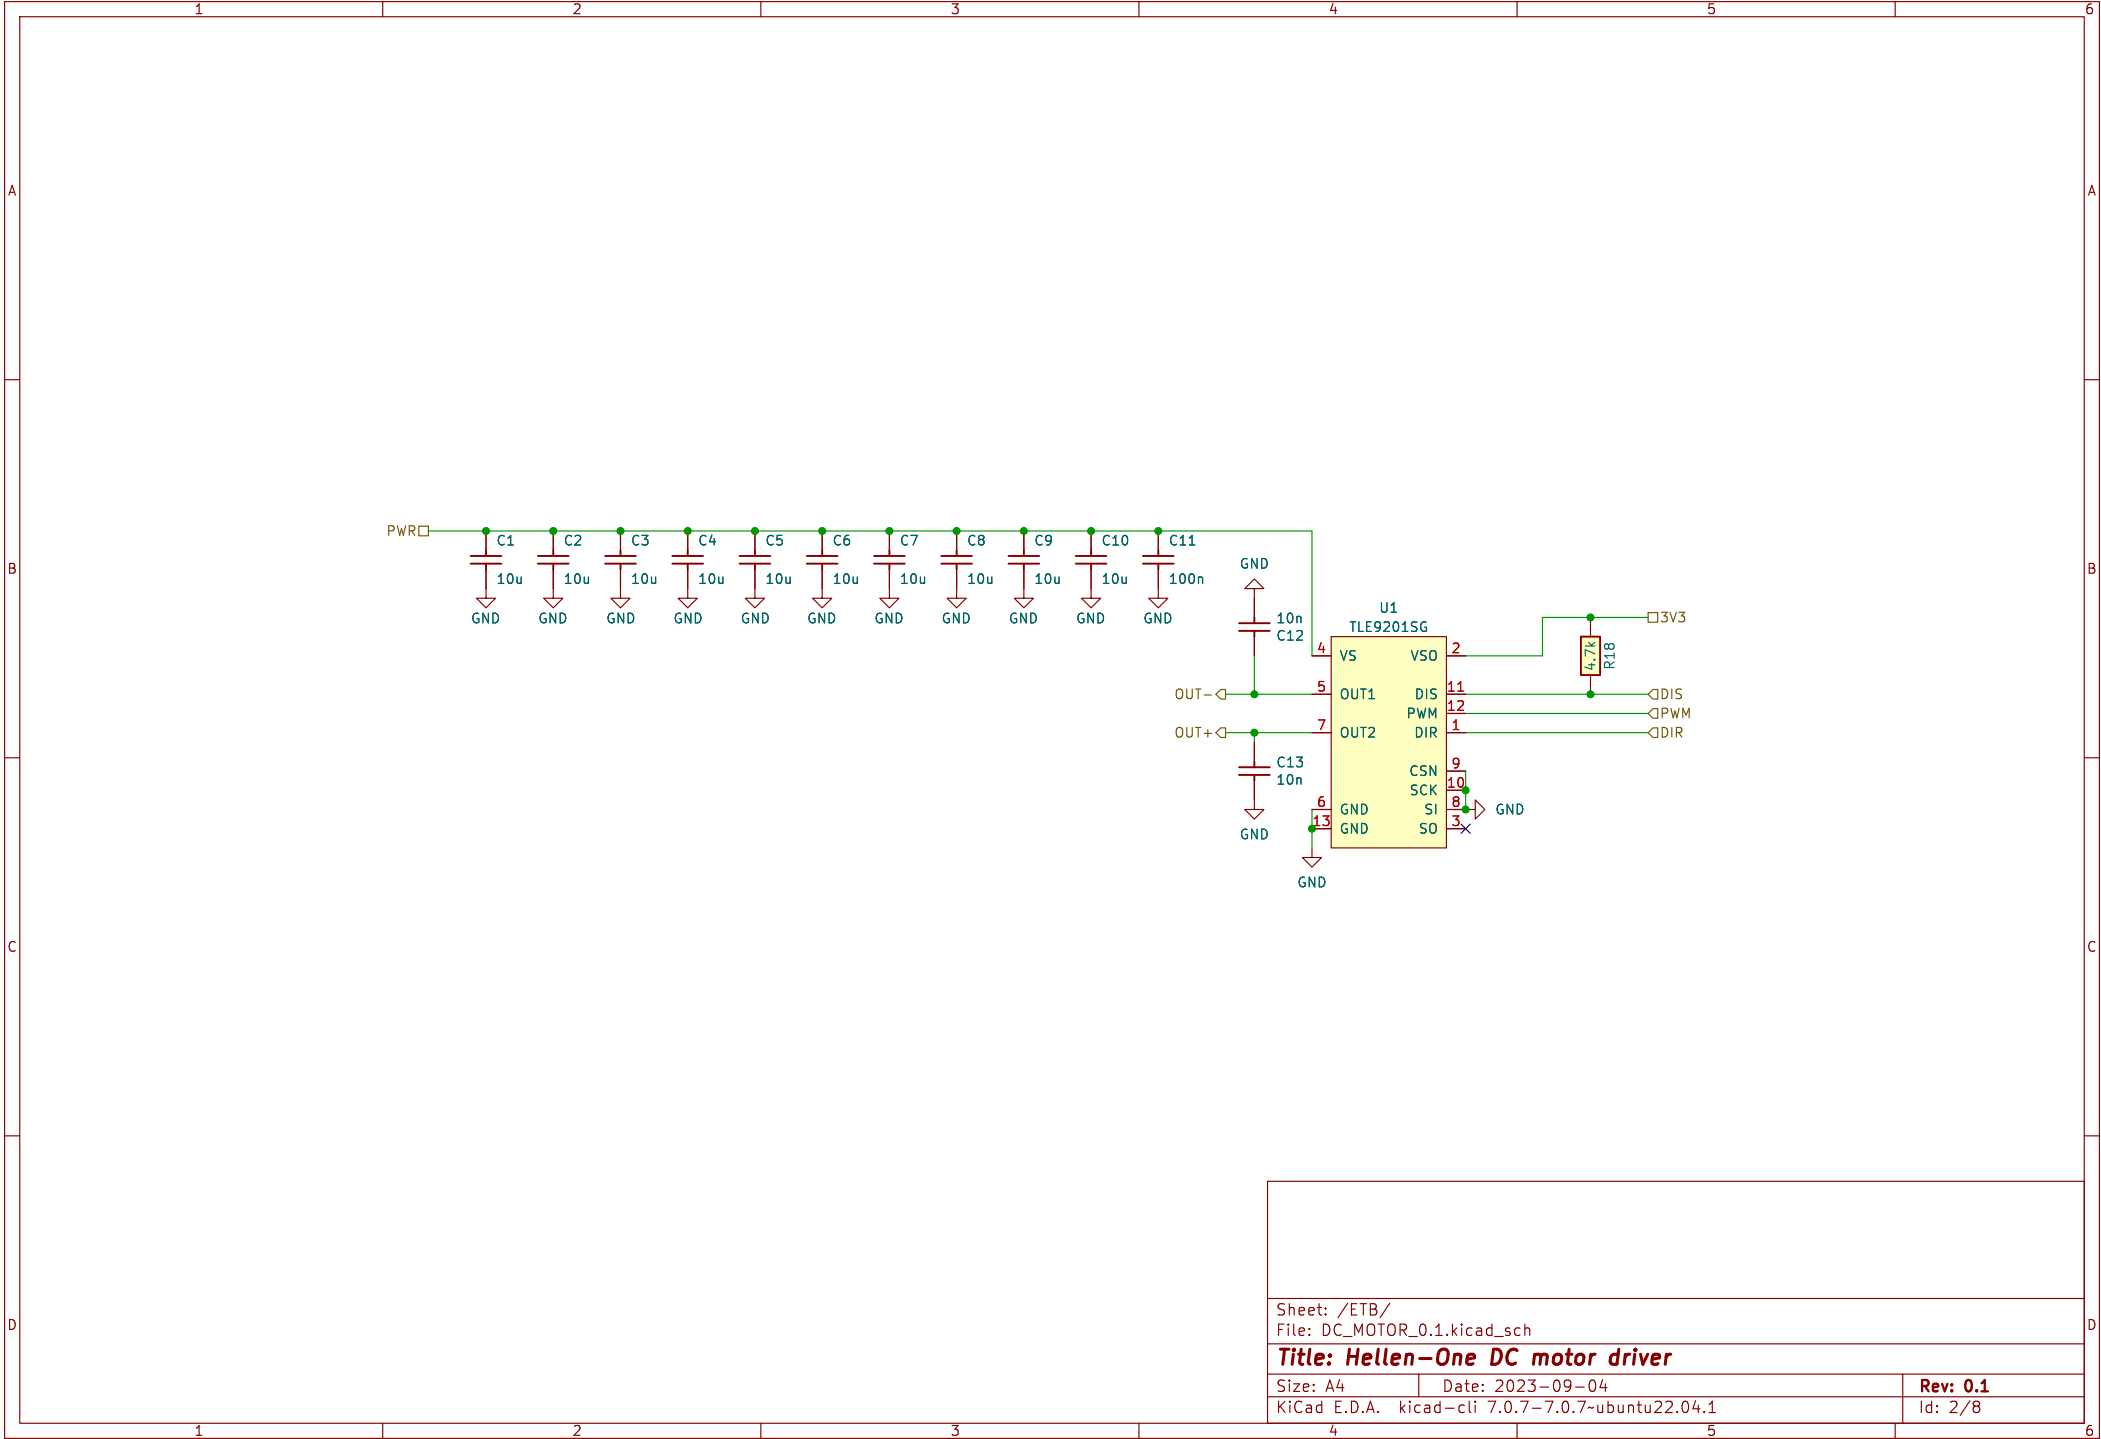 1 2 3 4 5 6
A A
PWR
C1 C2 C3 C4 C5 C6 C7 C8 C9 C10 C11
10u 10u 10u 10u 10u 10u 10u 10u 10u 10u 100n
GND GND GND GND GND GND GND GND GND GND GND
B B
GND
10n
C12
U1
TLE9201SG
3V3
4.7k
R18
4 VS VSO 2
OUT- 5 OUT1 DIS 11 DIS
PWM 12 PWM
OUT+ 7 OUT2 DIR 1 DIR
C13
10n
GND
CSN 9
SCK 10
6 GND SI 8 GND
13 GND SO 3
GND
C C
Sheet: /ETB/
File: DC_MOTOR_0.1.kicad_sch
D D
Title: Hellen-One DC motor driver
Size: A4 Date: 2023-09-04 Rev: 0.1
KiCad E.D.A. kicad-cli 7.0.7-7.0.7~ubuntu22.04.1 Id: 2/8
1 2 3 4 5 6